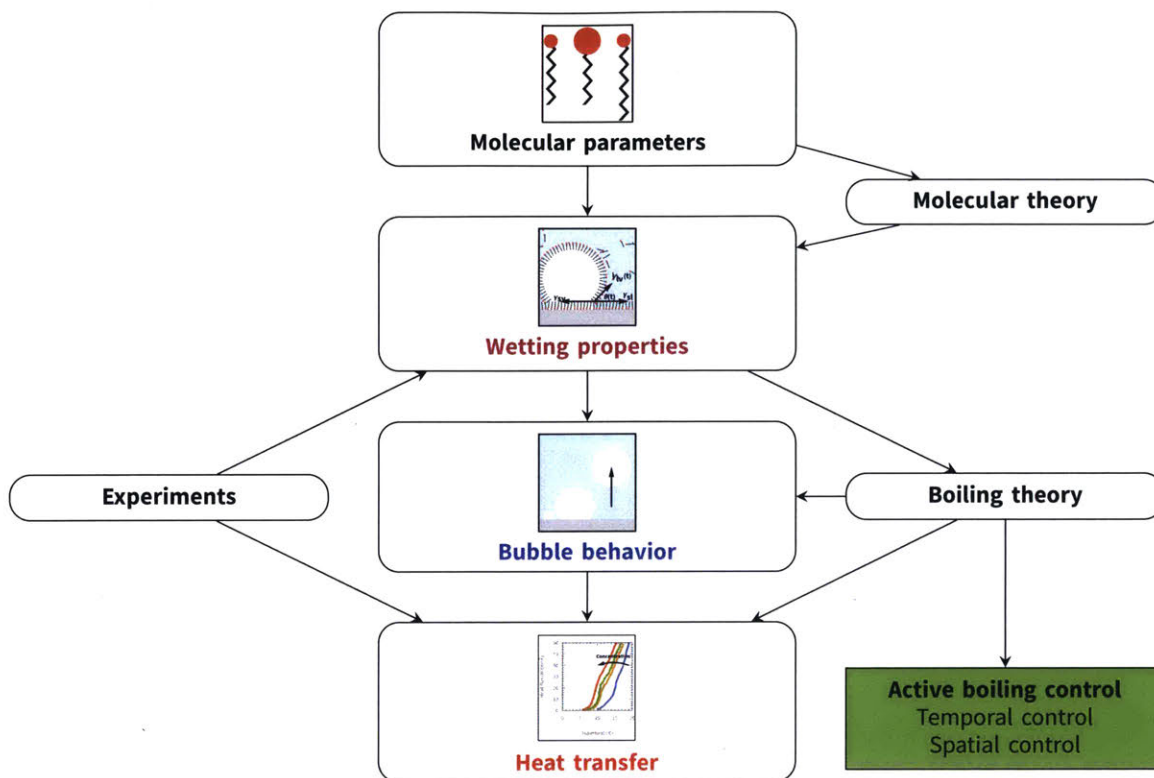 Molecular parameters
Molecular theory
Wetting properties
Experiments
Boiling theory
Bubble behavior
Concentration
Heat transfer
Active boiling control
Temporal control
Spatial control